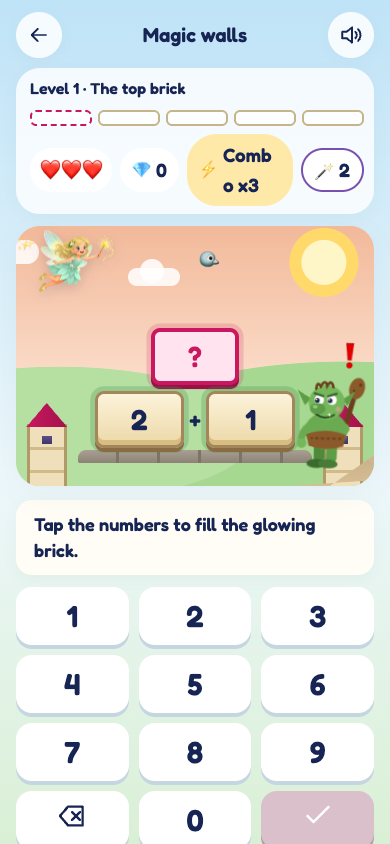 Magic walls
Level 1 · The top brick
0
Comb
o x3
2
?
2 + 1
Tap the numbers to fill the glowing
brick.
1 2 3
4 5 6
7 8 9
0